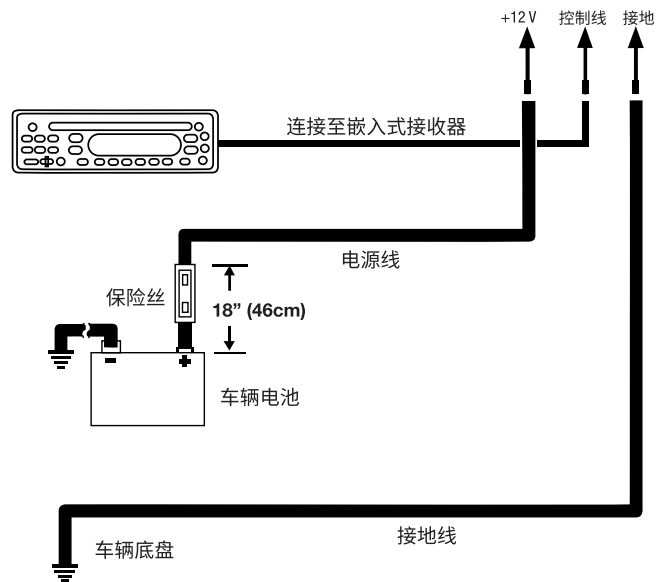 +12 V 控制线 接地
连接至嵌入式接收器
电源线
保险丝
18” (46cm)
车辆电池
接地线
车辆底盘